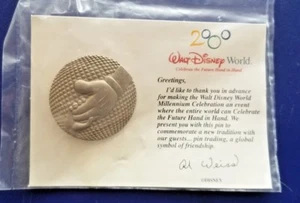 2000
Walt Disney World.
Celebrate the Future Hand in Hand
Greetings,
I'd like to thank you in advance
for making the Walt Disney World
Millennium Celebration an event
where the entire world can Celebrate
the Future Hand in Hand. We
present you with this pin to
commemorate a new tradition with
our guests... pin trading, a global
symbol of friendship.
Al Weiss
©DISNEY